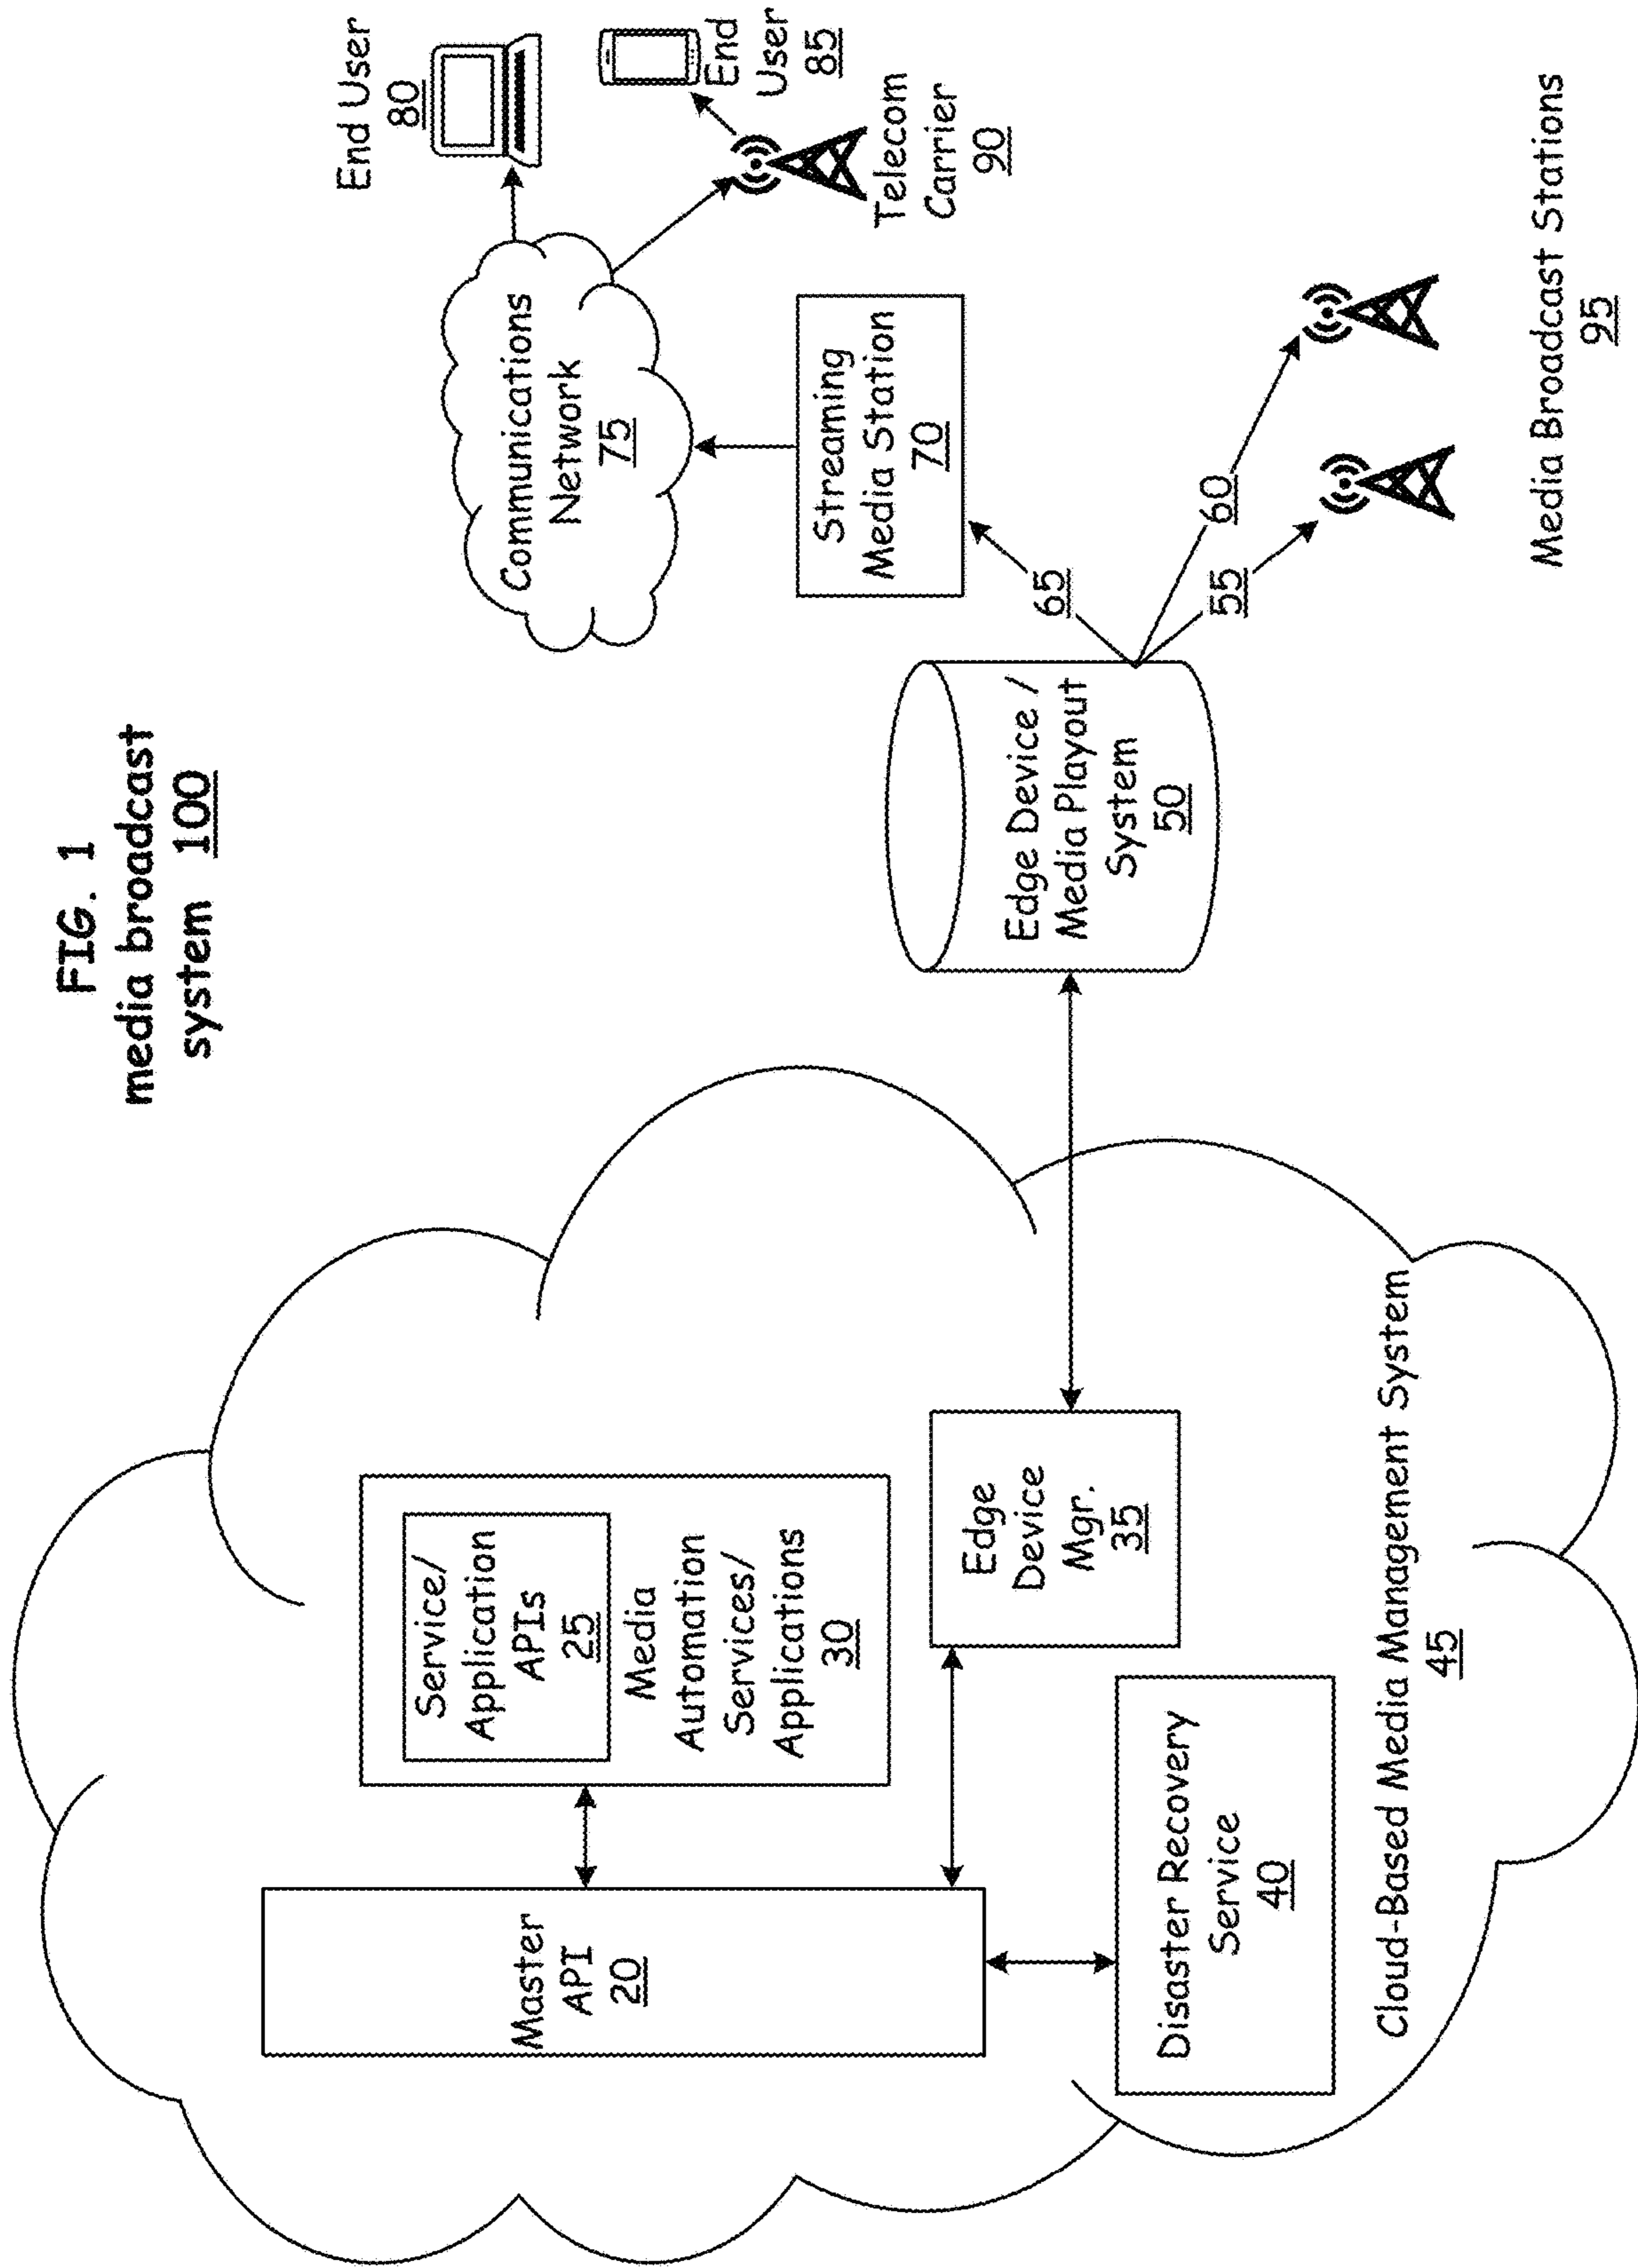 FIG. 1
media broadcast
system 100
Master
API
20
Service/
Application
APIs
25
Media
Automation
Services/
Applications
30
Edge
Device
Mgr.
35
Disaster Recovery
Service
40
Cloud-Based Media Management System
45
Edge Device /
Media Playout
System
50
65
60
55
Streaming
Media Station
70
Communications
Network
75
End User
80
End
User
85
Telecom
Carrier
90
Media Broadcast Stations
95